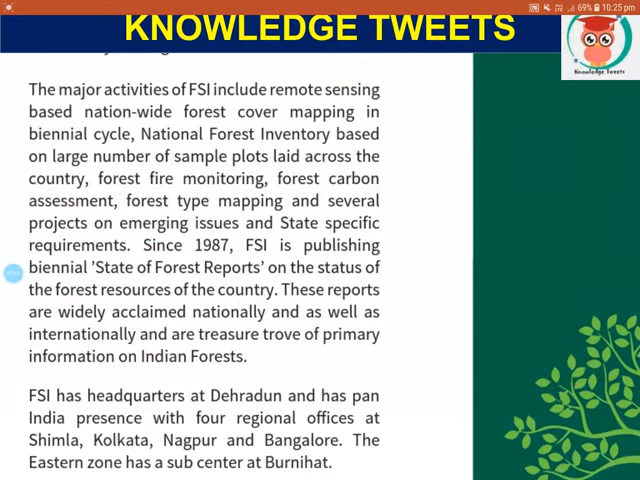 69% 10:25 pm
KNOWLEDGE TWEETS
Knowledge Tweets
The major activities of FSI include remote sensing
based nation-wide forest cover mapping in
biennial cycle, National Forest Inventory based
on large number of sample plots laid across the
country, forest fire monitoring, forest carbon
assessment, forest type mapping and several
projects on emerging issues and State specific
requirements. Since 1987, FSI is publishing
biennial 'State of Forest Reports' on the status of
the forest resources of the country. These reports
are widely acclaimed nationally and as well as
internationally and are treasure trove of primary
information on Indian Forests.
FSI has headquarters at Dehradun and has pan
India presence with four regional offices at
Shimla, Kolkata, Nagpur and Bangalore. The
Eastern zone has a sub center at Burnihat.